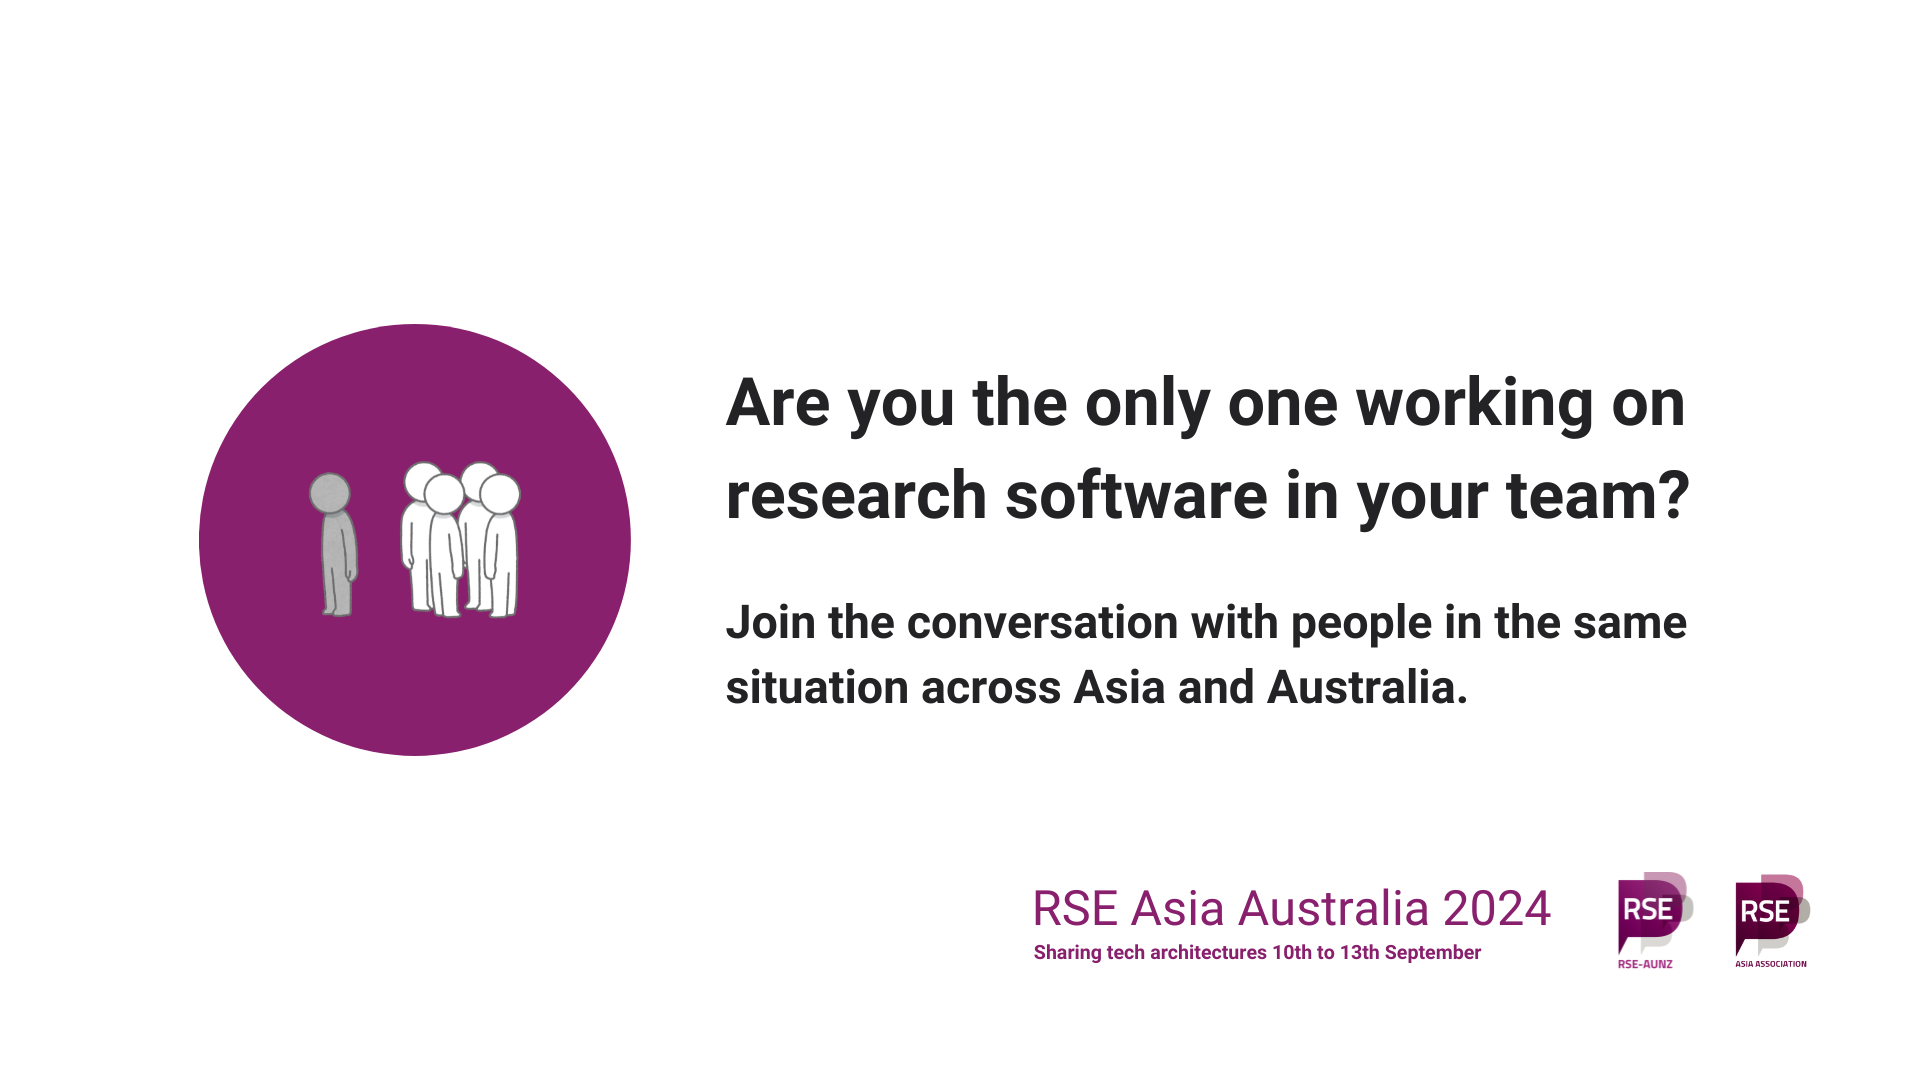 Are you the only one working on
research software in your team?
Join the conversation with people in the same
situation across Asia and Australia.
RSE Asia Australia 2024
Sharing tech architectures 10th to 13th September
RSE
RSE-AUNZ
RSE
ASIA ASSOCIATION